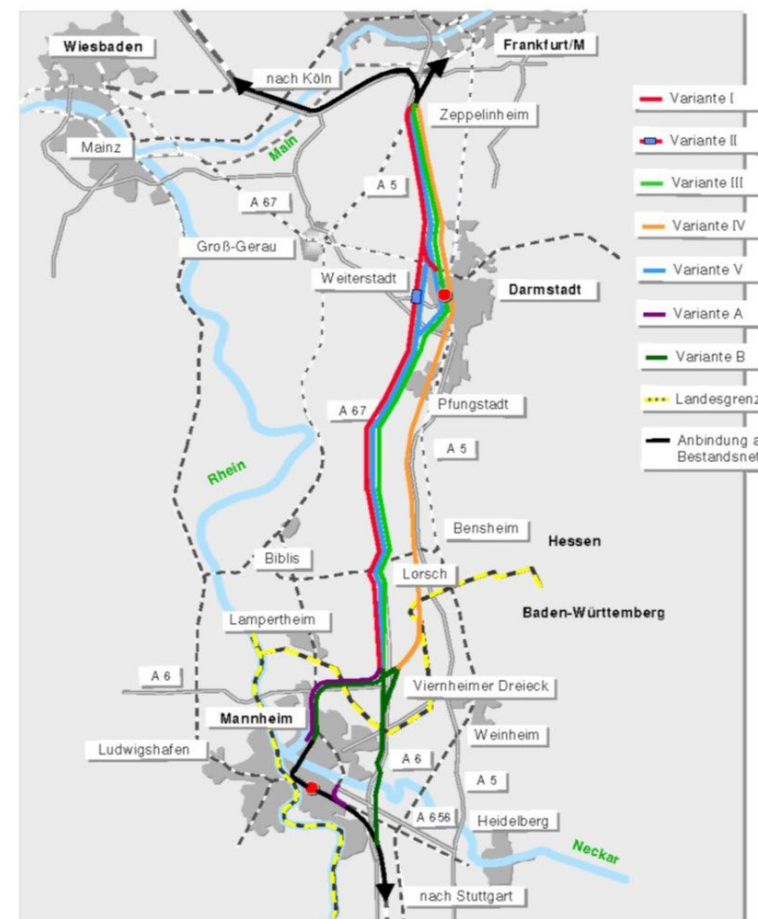 Wiesbaden
Frankfurt/M
nach Köln
Zeppelinheim
Mainz
Main
A 5
A 67
Groß-Gerau
Weiterstadt
Darmstadt
A 67
Pfungstadt
A 5
Rhein
Bensheim
Hessen
Biblis
Lorsch
Baden-Württemberg
Lampertheim
A 6
Viernheimer Dreieck
Mannheim
Weinheim
Ludwigshafen
A 6
A 5
A 656
Heidelberg
Neckar
nach Stuttgart
Variante I
Variante II
Variante III
Variante IV
Variante V
Variante A
Variante B
Landesgrenz
Anbindung a
Bestandsnet